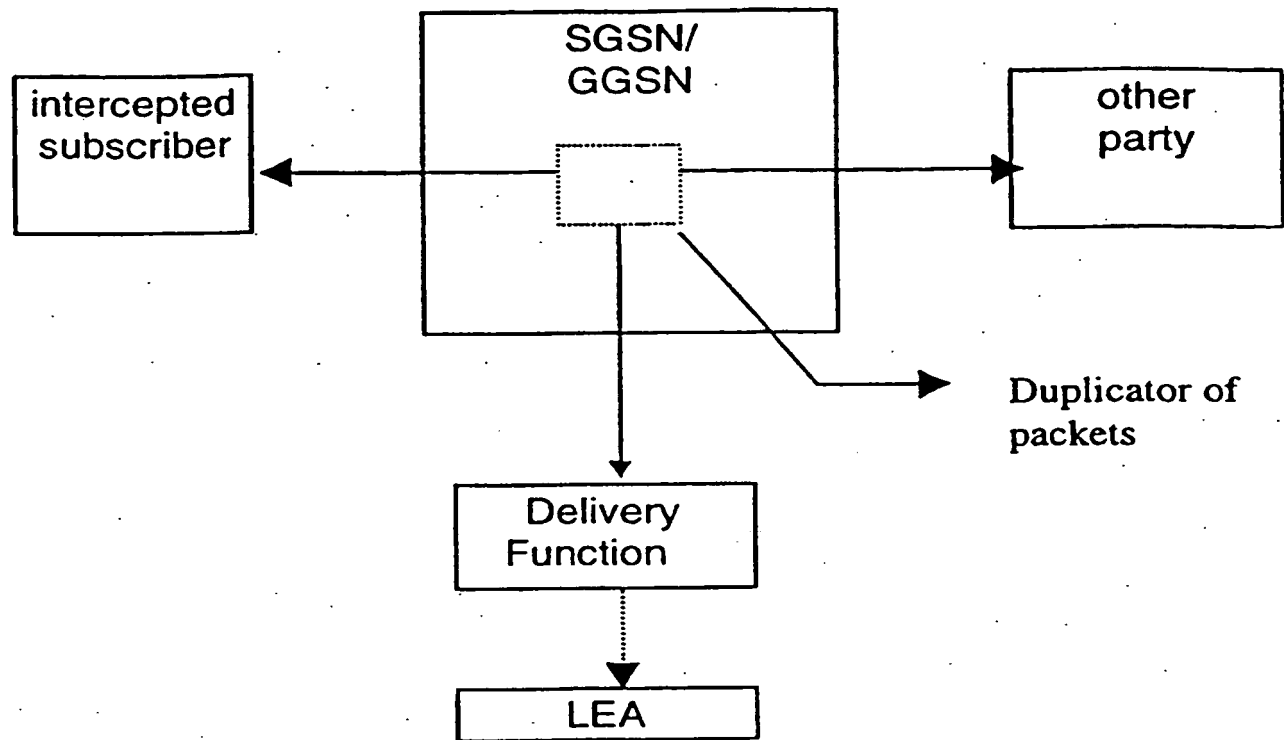 SGSN/
GGSN
intercepted
subscriber
other
party
Duplicator of
packets
Delivery
Function
LEA